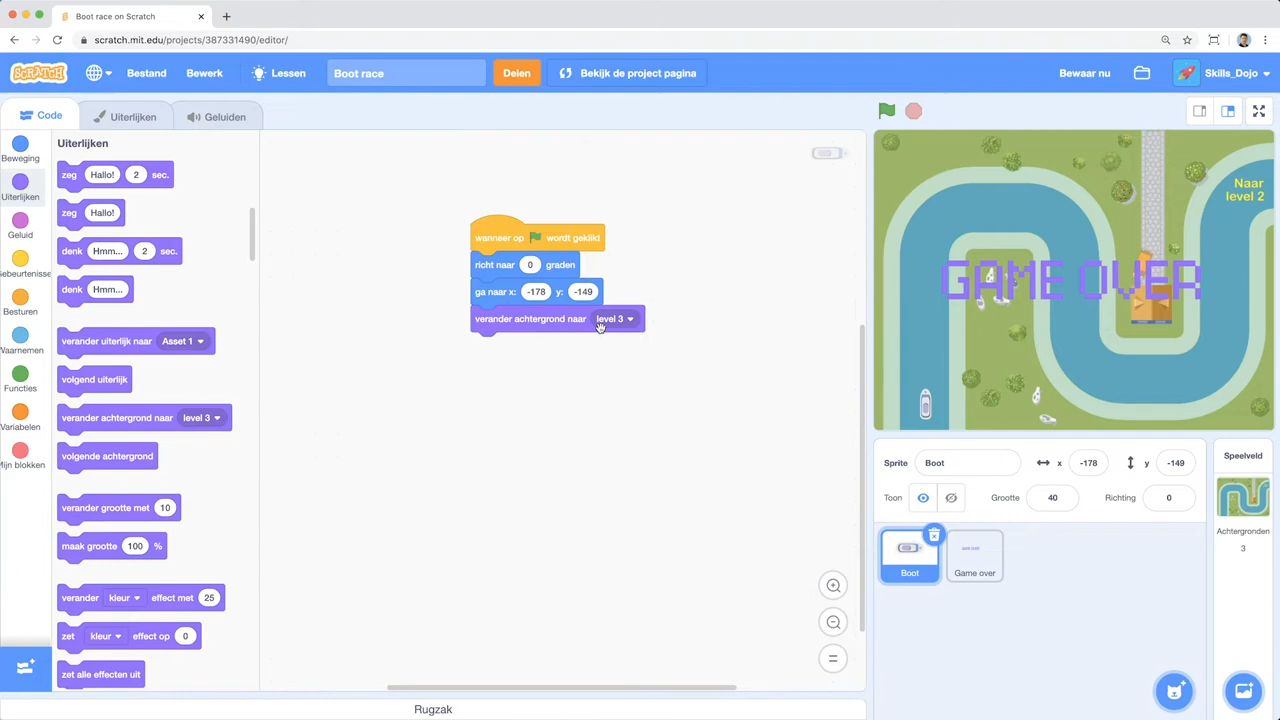 Boot race on Scratch
scratch.mit.edu/projects/387331490/editor/
SCRATCH
Bestand
Bewerk
Lessen
Boot race
Delen
Bekijk de project pagina
Bewaar nu
Skills_Dojo
Code
Uiterlijken
Geluiden
Beweging
Uiterlijken
Geluid
Gebeurtenissen
Besturen
Waarnemen
Functies
Variabelen
Mijn blokken
Uiterlijken
zeg Hallo! 2 sec.
zeg Hallo!
denk Hmm... 2 sec.
denk Hmm...
verander uiterlijk naar Asset 1
volgend uiterlijk
verander achtergrond naar level 3
volgende achtergrond
verander grootte met 10
maak grootte 100 %
verander kleur effect met 25
zet kleur effect op 0
zet alle effecten uit
wanneer op wordt geklikt
richt naar 0 graden
ga naar x: -178 y: -149
verander achtergrond naar level 3
Naar
level 2
GAME OVER
Sprite Boot x -178 y -149
Toon Grootte 40 Richting 0
Boot
Game over
Speelveld
Achtergronden
3
Rugzak